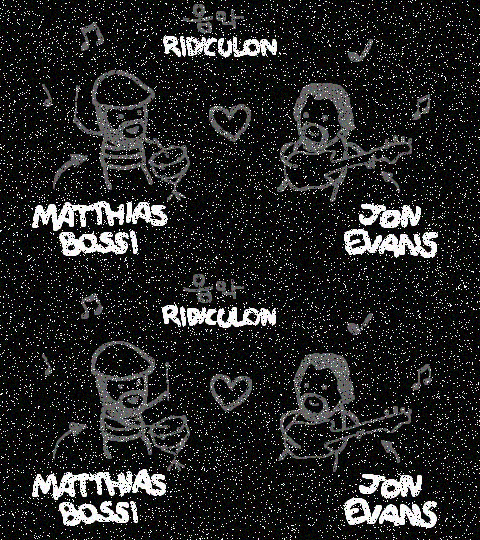 음악
RIDICULON
MATTHIAS
BOSSI
JON
EVANS
음악
RIDICULON
MATTHIAS
BOSSI
JON
EVANS